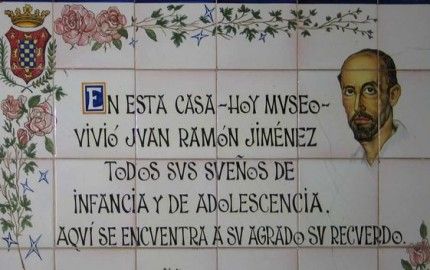 EN ESTA CASA-HOY MVSEO-
VIVIÓ JVAN RAMÓN JIMÉNEZ
TODOS SVS SVEÑOS DE
INFANCIA Y DE ADOLESCENCIA.
AQVÍ SE ENCVENTRA A SV AGRADO SV RECVERDO.